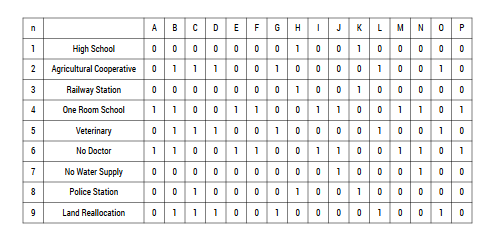 n A B C D E F G H I J K L M N O P
1 High School 0 0 0 0 0 0 0 1 0 0 1 0 0 0 0 0
2 Agricultural Cooperative 0 1 1 1 0 0 1 0 0 0 0 1 0 0 1 0
3 Railway Station 0 0 0 0 0 0 0 1 0 0 1 0 0 0 0 0
4 One Room School 1 1 0 0 1 1 0 0 1 1 0 0 1 1 0 1
5 Veterinary 0 1 1 1 0 0 1 0 0 0 0 1 0 0 1 0
6 No Doctor 1 1 0 0 1 1 0 0 1 1 0 0 1 1 0 1
7 No Water Supply 0 0 0 0 0 0 0 0 0 1 0 0 0 1 0 0
8 Police Station 0 0 1 0 0 0 0 1 0 0 1 0 0 0 0 0
9 Land Reallocation 0 1 1 1 0 0 1 0 0 0 0 1 0 0 1 0